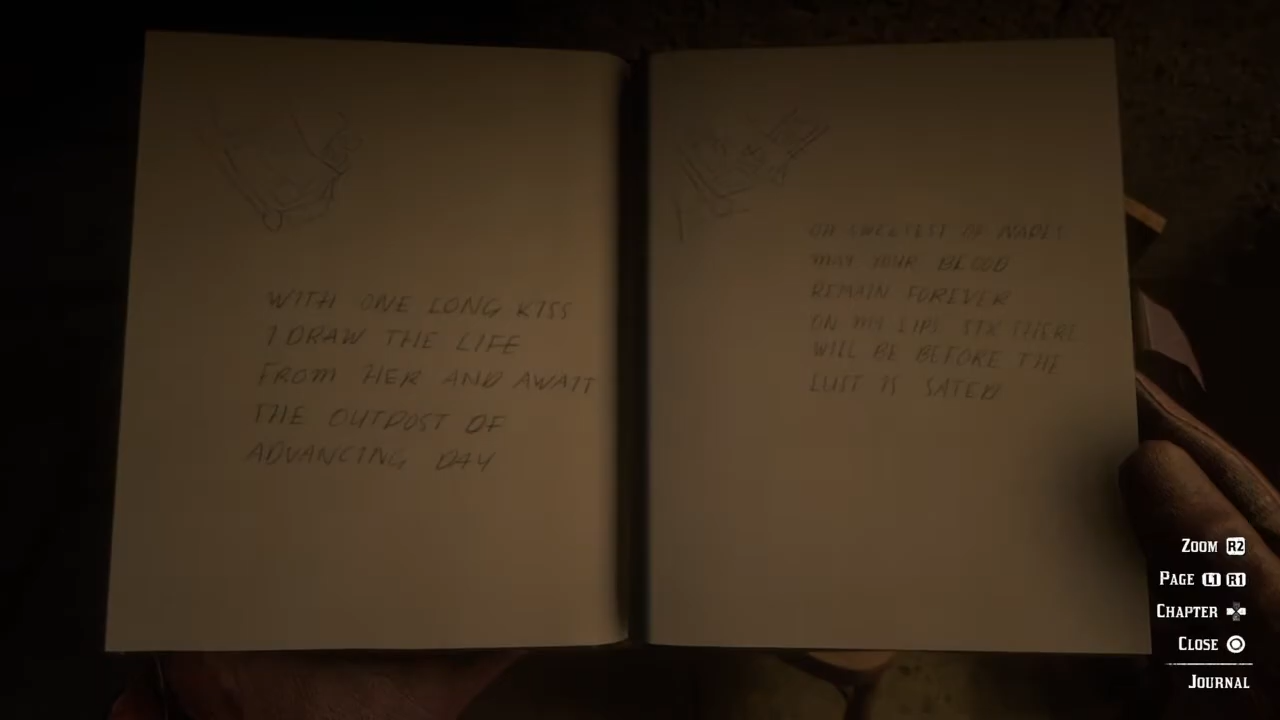 WITH ONE LONG KISS
I DRAW THE LIFE
FROM HER AND AWAIT
THE OUTPOST OF
ADVANCING DAY
OH SWEETEST OF
MAY YOUR BLOOD
REMAIN FOREVER
ON MY LIPS SIX THERE
WILL BE BEFORE THE
LUST IS SATED
ZOOM R2
PAGE L1 R1
CHAPTER
CLOSE
JOURNAL